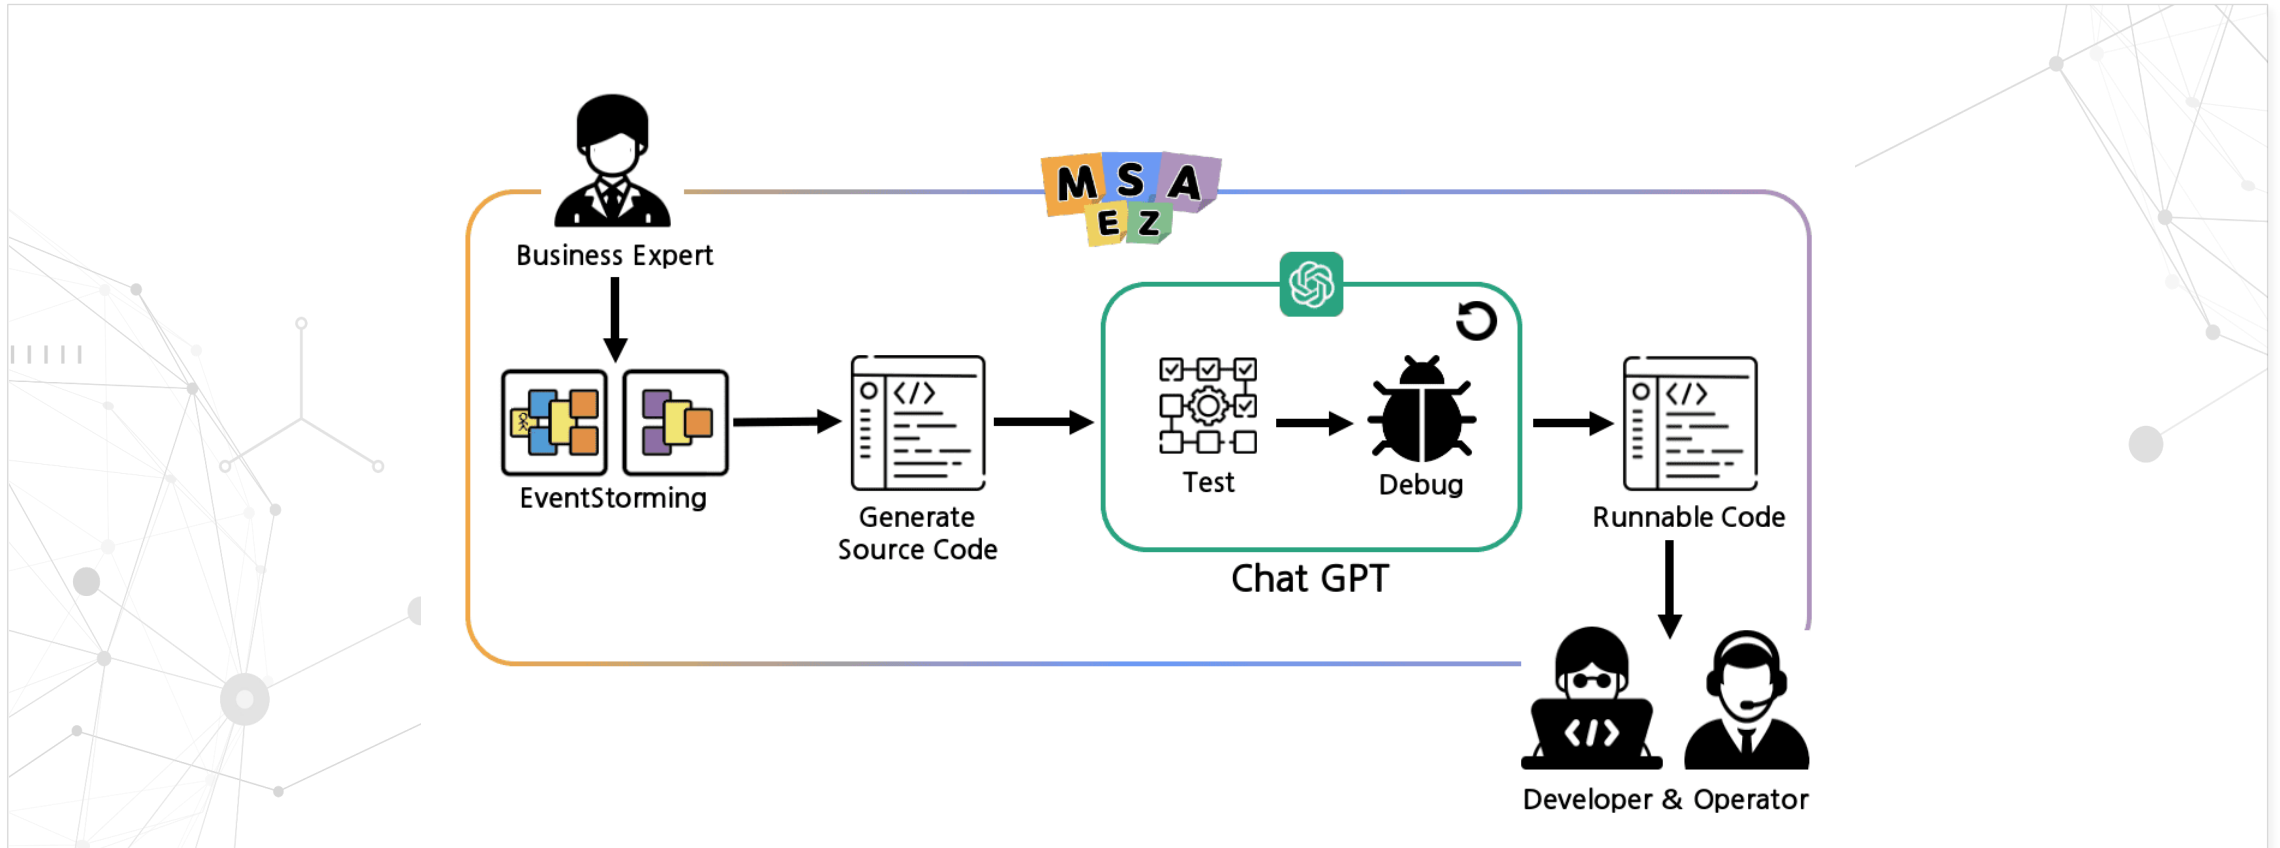 MSA
EZ
Business Expert
EventStorming
</>
Generate
Source Code
Test
Debug
Chat GPT
</>
Runnable Code
</>
Developer & Operator